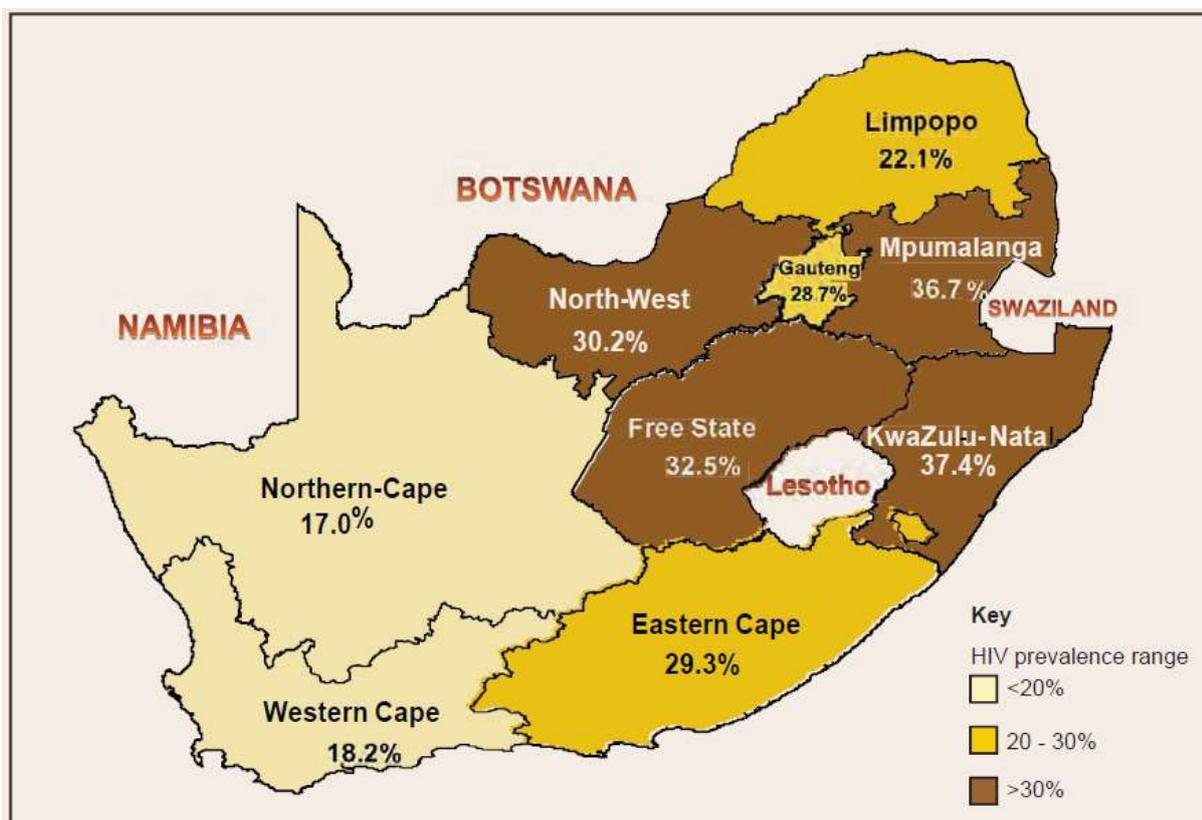 Limpopo
22.1%
BOTSWANA
Mpumalanga
36.7 %
Gauteng
28.7%
North-West
30.2%
SWAZILAND
NAMIBIA
Free State
32.5%
KwaZulu-Natal
37.4%
Lesotho
Northern-Cape
17.0%
Eastern Cape
29.3%
Western Cape
18.2%
Key
HIV prevalence range
<20%
20 - 30%
>30%